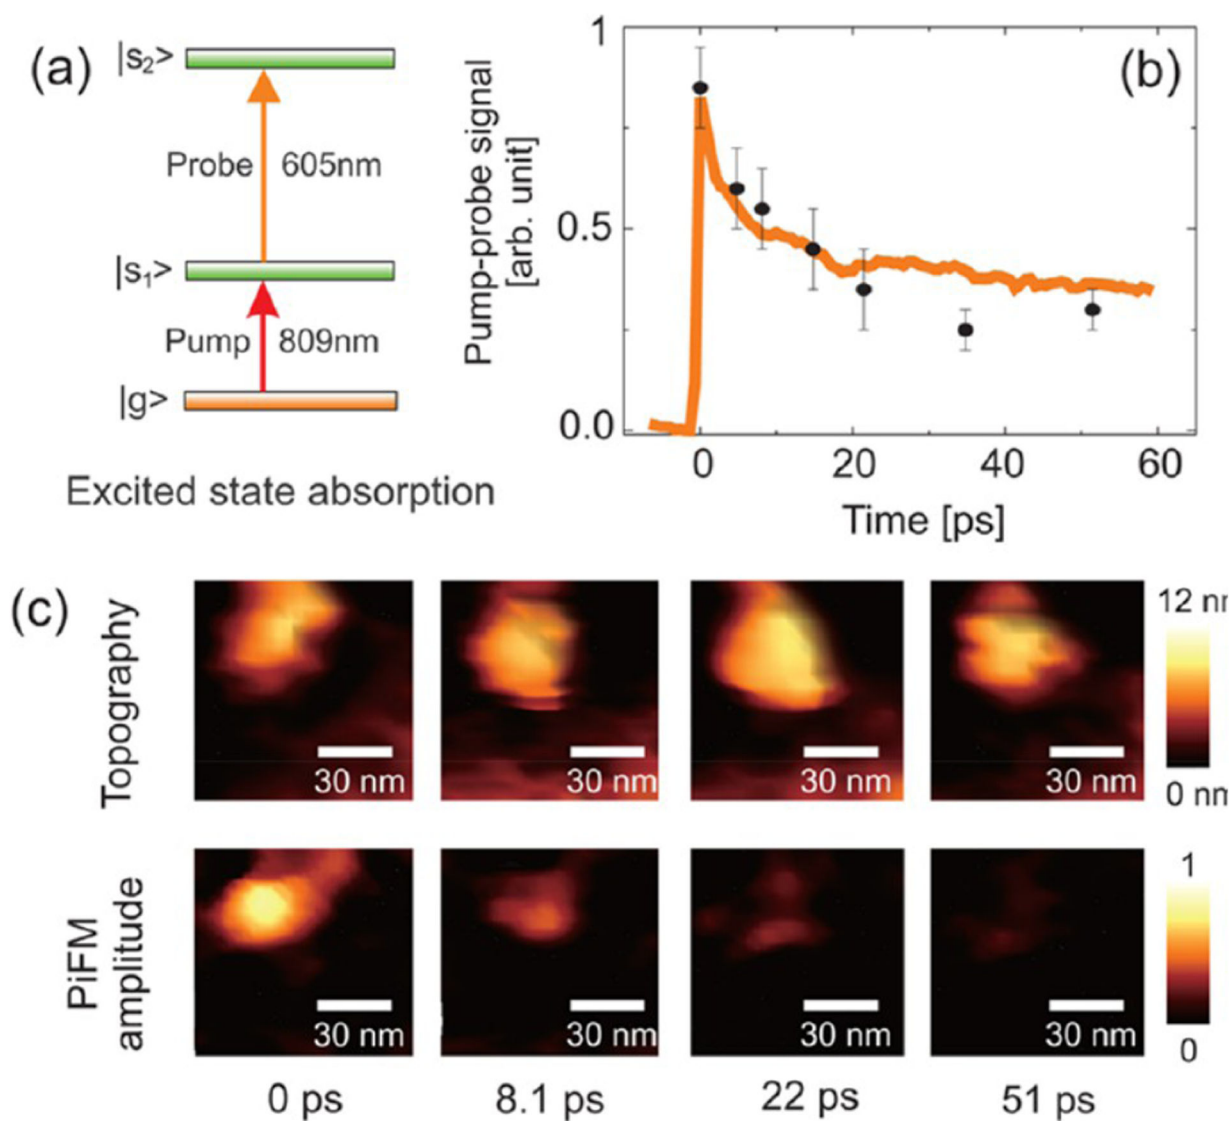 (a)
|s₂>
Probe 605nm
|s₁>
Pump 809nm
|g>
Excited state absorption
(b)
Pump-probe signal
[arb. unit]
1
0.5
0.0
0 20 40 60
Time [ps]
(c)
Topography
30 nm 30 nm 30 nm 30 nm
12 nr
0 nm
PiFM
amplitude
30 nm 30 nm 30 nm 30 nm
1
0
0 ps 8.1 ps 22 ps 51 ps